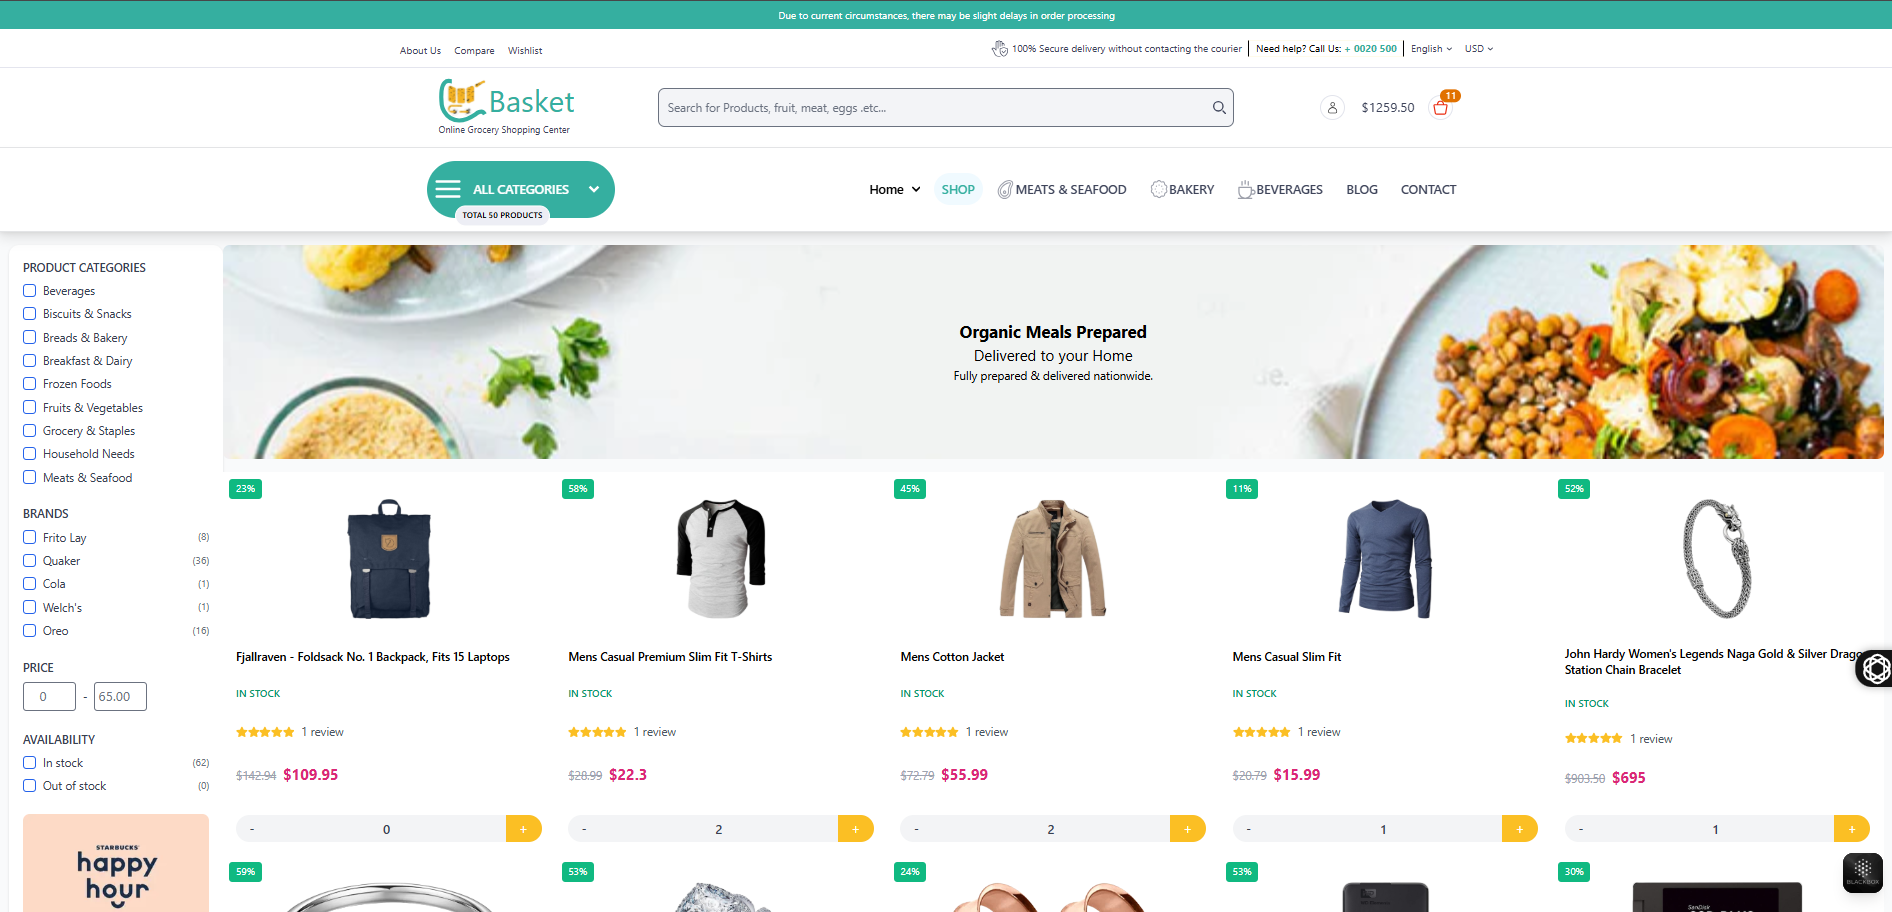 Due to current circumstances, there may be slight delays in order processing
About Us Compare Wishlist
100% Secure delivery without contacting the courier Need help? Call Us: + 0020 500 English USD
Basket
Online Grocery Shopping Center
Search for Products, fruit, meat, eggs .etc...
$1259.50
11
ALL CATEGORIES
TOTAL 50 PRODUCTS
Home SHOP MEATS & SEAFOOD BAKERY BEVERAGES BLOG CONTACT
PRODUCT CATEGORIES
Beverages
Biscuits & Snacks
Breads & Bakery
Breakfast & Dairy
Frozen Foods
Fruits & Vegetables
Grocery & Staples
Household Needs
Meats & Seafood
BRANDS
Frito Lay (8)
Quaker (36)
Cola (1)
Welch's (1)
Oreo (16)
PRICE
0 - 65.00
AVAILABILITY
In stock (62)
Out of stock (0)
STARBUCKS
happy
hour
Organic Meals Prepared
Delivered to your Home
Fully prepared & delivered nationwide.
23%
Fjallraven - Foldsack No. 1 Backpack, Fits 15 Laptops
IN STOCK
1 review
$142.94 $109.95
- 0 +
58%
Mens Casual Premium Slim Fit T-Shirts
IN STOCK
1 review
$28.99 $22.3
- 2 +
45%
Mens Cotton Jacket
IN STOCK
1 review
$72.79 $55.99
- 2 +
11%
Mens Casual Slim Fit
IN STOCK
1 review
$20.79 $15.99
- 1 +
52%
John Hardy Women's Legends Naga Gold & Silver Drago
Station Chain Bracelet
IN STOCK
1 review
$903.50 $695
- 1 +
59%
53%
24%
53%
30%
SanDisk
BLACKBOX